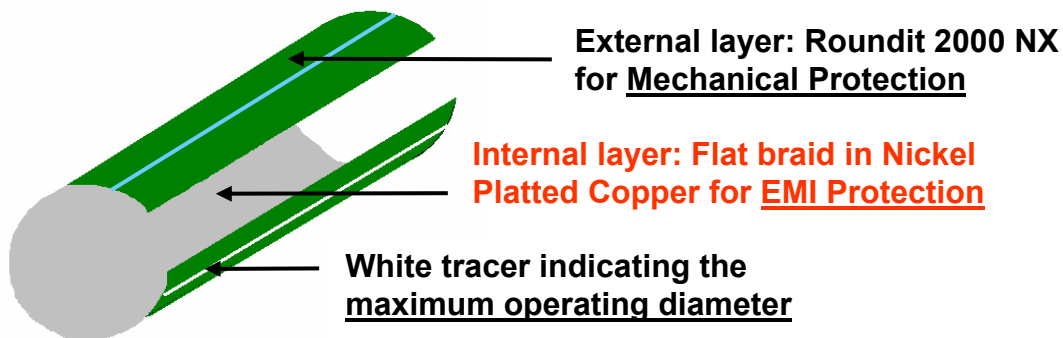 External layer: Roundit 2000 NX
for Mechanical Protection
Internal layer: Flat braid in Nickel
Platted Copper for EMI Protection
White tracer indicating the
maximum operating diameter